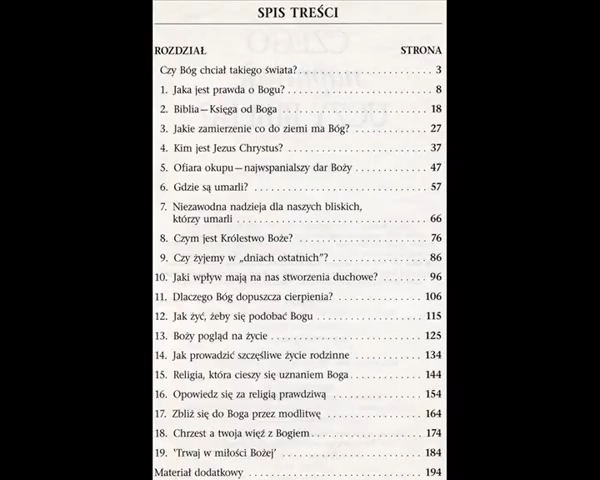 SPIS TREŚCI
ROZDZIAŁ STRONA
Czy Bóg chciał takiego świata? 3
1. Jaka jest prawda o Bogu? 8
2. Biblia—Księga od Boga 18
3. Jakie zamierzenie co do ziemi ma Bóg? 27
4. Kim jest Jezus Chrystus? 37
5. Ofiara okupu—najwspanialszy dar Boży 47
6. Gdzie są umarli? 57
7. Niezawodna nadzieja dla naszych bliskich,
którzy umarli 66
8. Czym jest Królestwo Boże? 76
9. Czy żyjemy w „dniach ostatnich”? 86
10. Jaki wpływ mają na nas stworzenia duchowe? 96
11. Dlaczego Bóg dopuszcza cierpienia? 106
12. Jak żyć, żeby się podobać Bogu 115
13. Boży pogląd na życie 125
14. Jak prowadzić szczęśliwe życie rodzinne 134
15. Religia, która cieszy się uznaniem Boga 144
16. Opowiedz się za religią prawdziwą 154
17. Zbliż się do Boga przez modlitwę 164
18. Chrzest a twoja więź z Bogiem 174
19. ‘Trwaj w miłości Bożej’ 184
Materiał dodatkowy 194